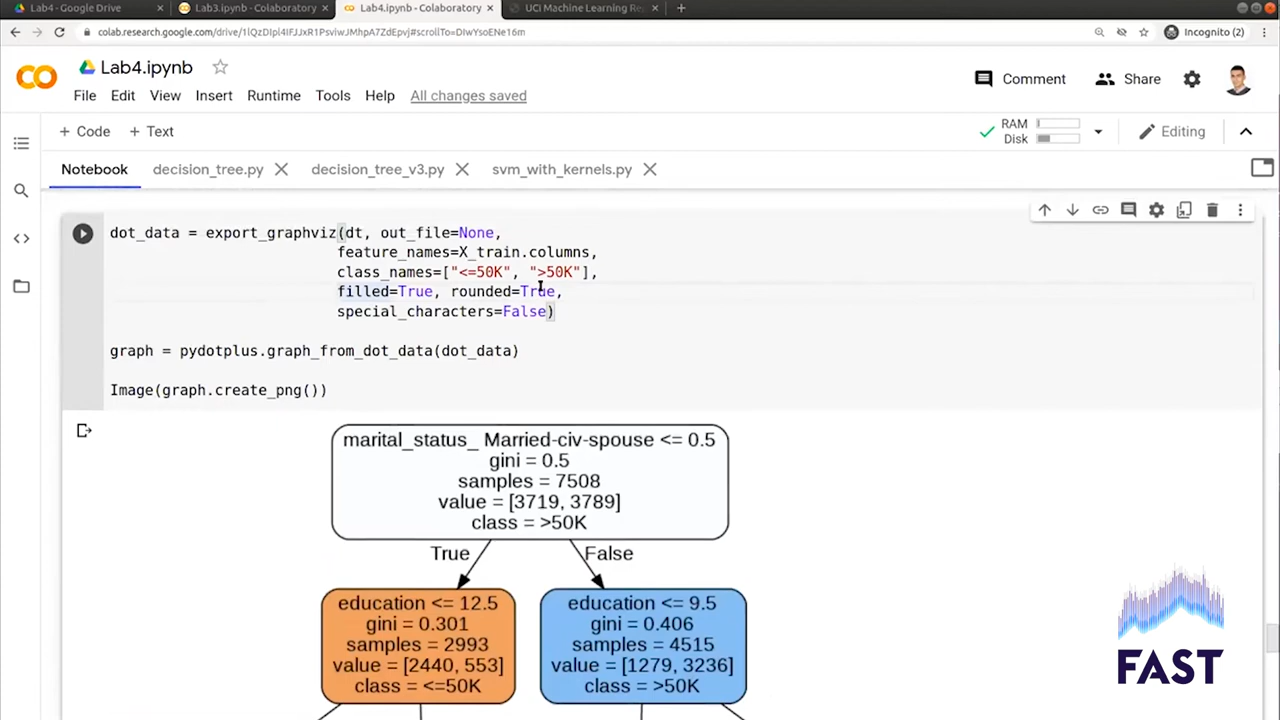 Lab4 - Google Drive
Lab3.ipynb - Colaboratory
Lab4.ipynb - Colaboratory
UCI Machine Learning Re
colab.research.google.com/drive/
Incognito (2)
CO
Lab4.ipynb
Comment
Share
File Edit View Insert Runtime Tools Help All changes saved
+ Code + Text
RAM
Disk
Editing
Notebook
decision_tree.py
decision_tree_v3.py
svm_with_kernels.py
dot_data = export_graphviz(dt, out_file=None,
feature_names=X_train.columns,
class_names=["<=50K", ">50K"],
filled=True, rounded=True,
special_characters=False)
graph = pydotplus.graph_from_dot_data(dot_data)
Image(graph.create_png())
marital_status_ Married-civ-spouse <= 0.5
gini = 0.5
samples = 7508
value = [3719, 3789]
class = >50K
True
False
education <= 12.5
gini = 0.301
samples = 2993
value = [2440, 553]
class = <=50K
education <= 9.5
gini = 0.406
samples = 4515
value = [1279, 3236]
class = >50K
FAST